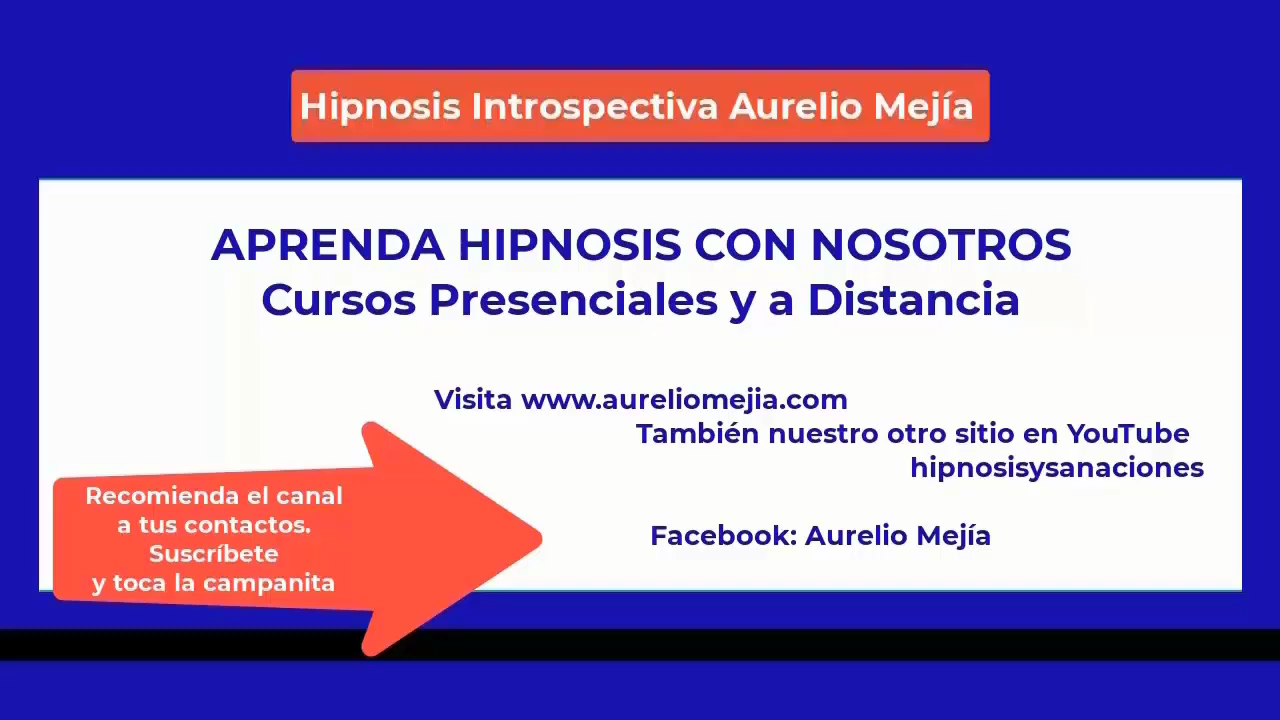 Hipnosis Introspectiva Aurelio Mejía
APRENDA HIPNOSIS CON NOSOTROS
Cursos Presenciales y a Distancia
Visita www.aureliomejia.com
También nuestro otro sitio en YouTube
hipnosisysanaciones
Facebook: Aurelio Mejía
Recomienda el canal
a tus contactos.
Suscríbete
y toca la campanita